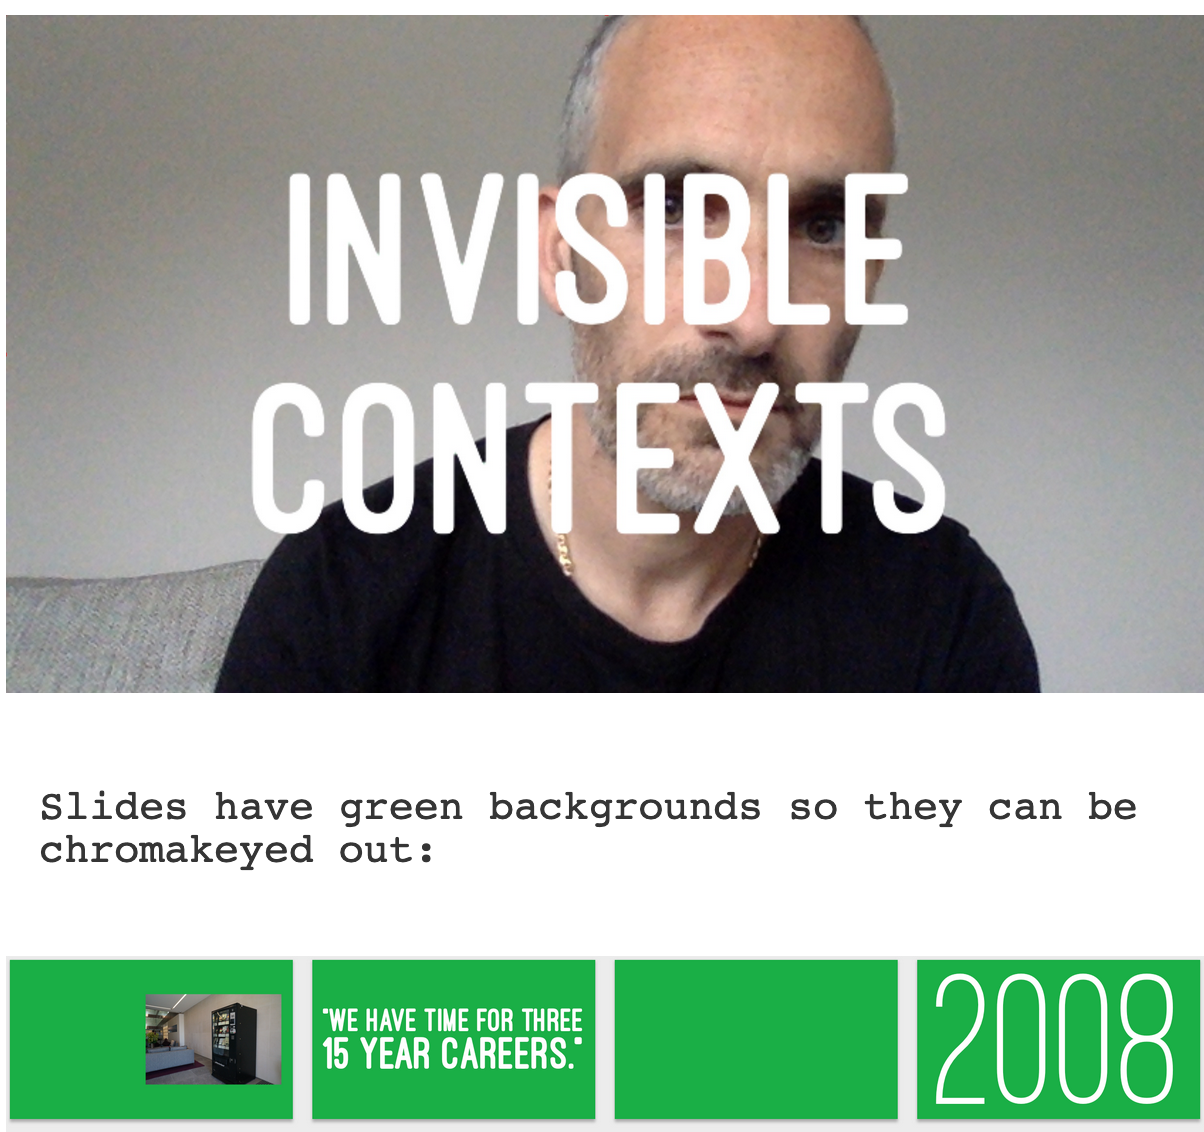 INVISIBLE
CONTEXTS
Slides have green backgrounds so they can be
chromakeyed out:
"WE HAVE TIME FOR THREE
15 YEAR CAREERS."
2008